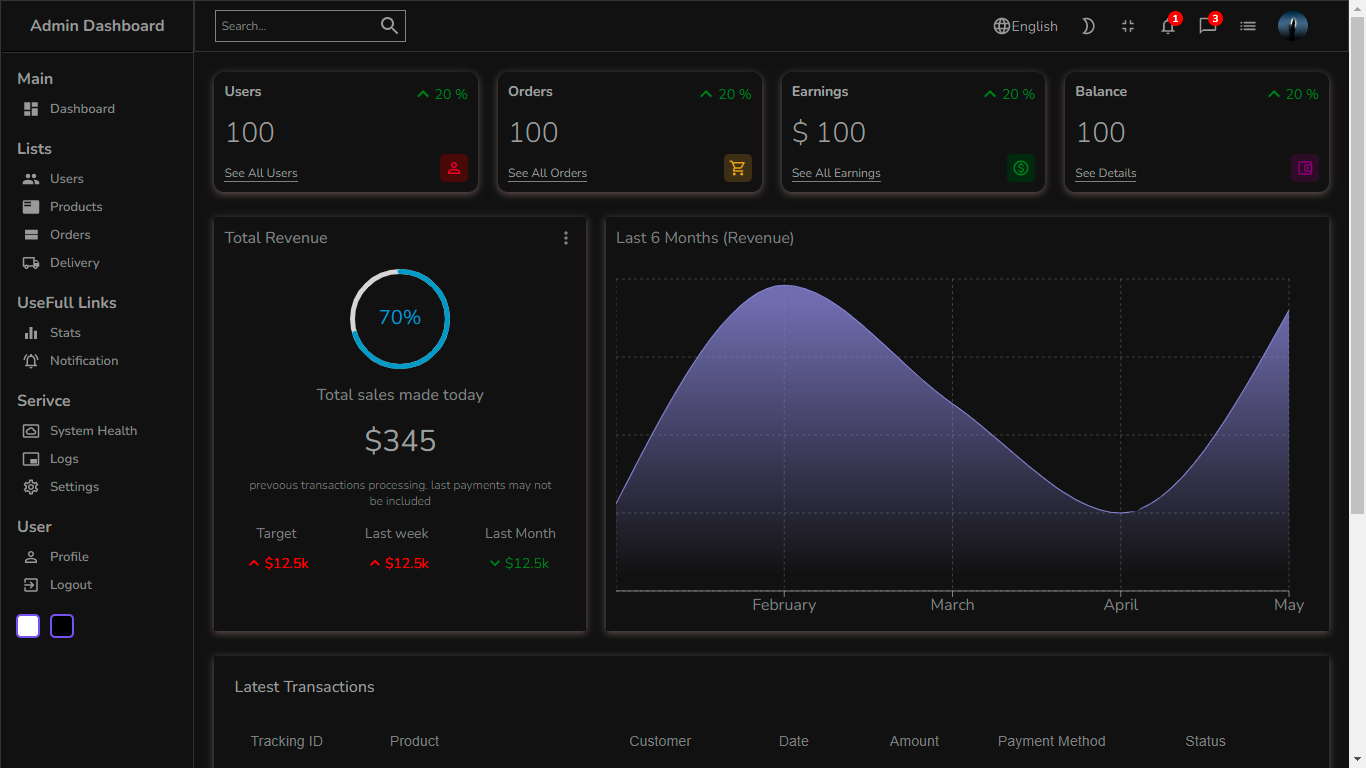 Admin Dashboard
Search...
English
1
3
Main
Dashboard
Lists
Users
Products
Orders
Delivery
UseFull Links
Stats
Notification
Serivce
System Health
Logs
Settings
User
Profile
Logout
Users
20 %
100
See All Users
Orders
20 %
100
See All Orders
Earnings
20 %
$ 100
See All Earnings
Balance
20 %
100
See Details
Total Revenue
70%
Total sales made today
$345
prevoous transactions processing. last payments may not
be included
Target Last week Last Month
$12.5k $12.5k $12.5k
Last 6 Months (Revenue)
February March April May
Latest Transactions
Tracking ID Product Customer Date Amount Payment Method Status